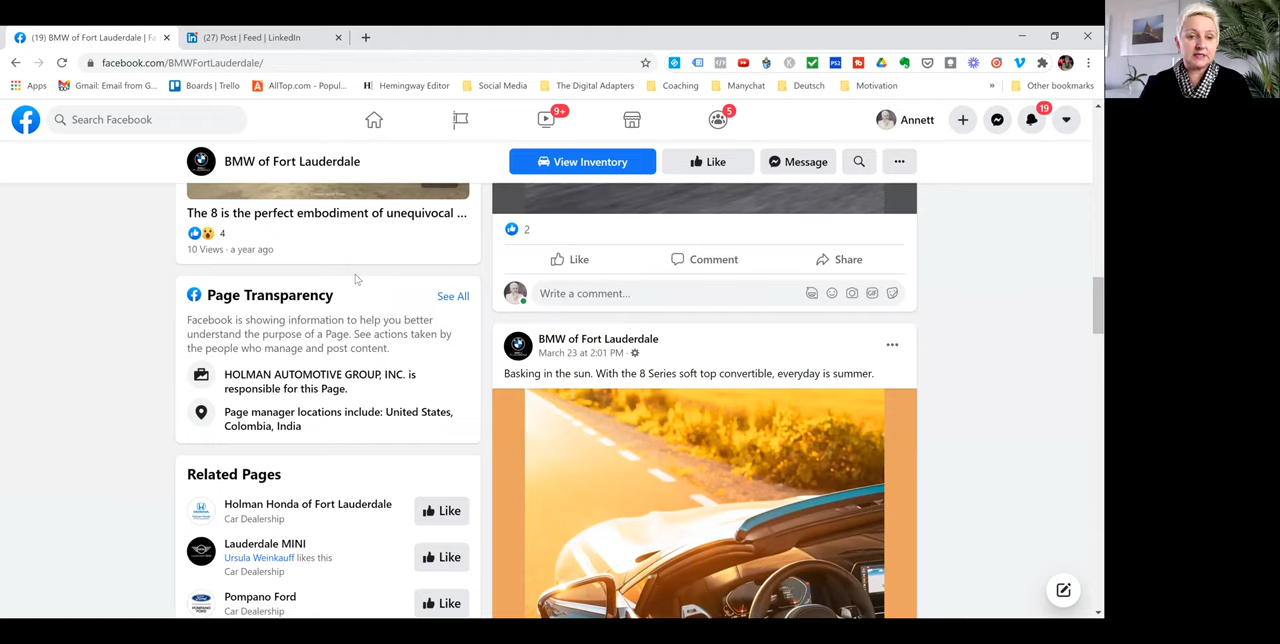 (19) BMW of Fort Lauderdale | Fa
(27) Post | Feed | LinkedIn
facebook.com/BMWFortLauderdale/
Apps
Gmail: Email from G...
Boards | Trello
AllTop.com - Popul...
Hemingway Editor
Social Media
The Digital Adapters
Coaching
Manychat
Deutsch
Motivation
»
Other bookmarks
Search Facebook
9+
5
Annett
19
BMW of Fort Lauderdale
View Inventory
Like
Message
The 8 is the perfect embodiment of unequivocal ...
4
10 Views · a year ago
Page Transparency
See All
Facebook is showing information to help you better
understand the purpose of a Page. See actions taken by
the people who manage and post content.
HOLMAN AUTOMOTIVE GROUP, INC. is
responsible for this Page.
Page manager locations include: United States,
Colombia, India
Related Pages
Holman Honda of Fort Lauderdale
Car Dealership
Like
Lauderdale MINI
Ursula Weinkauff likes this
Car Dealership
Like
Pompano Ford
Car Dealership
Like
2
Like
Comment
Share
Write a comment...
BMW of Fort Lauderdale
March 23 at 2:01 PM ·
Basking in the sun. With the 8 Series soft top convertible, everyday is summer.